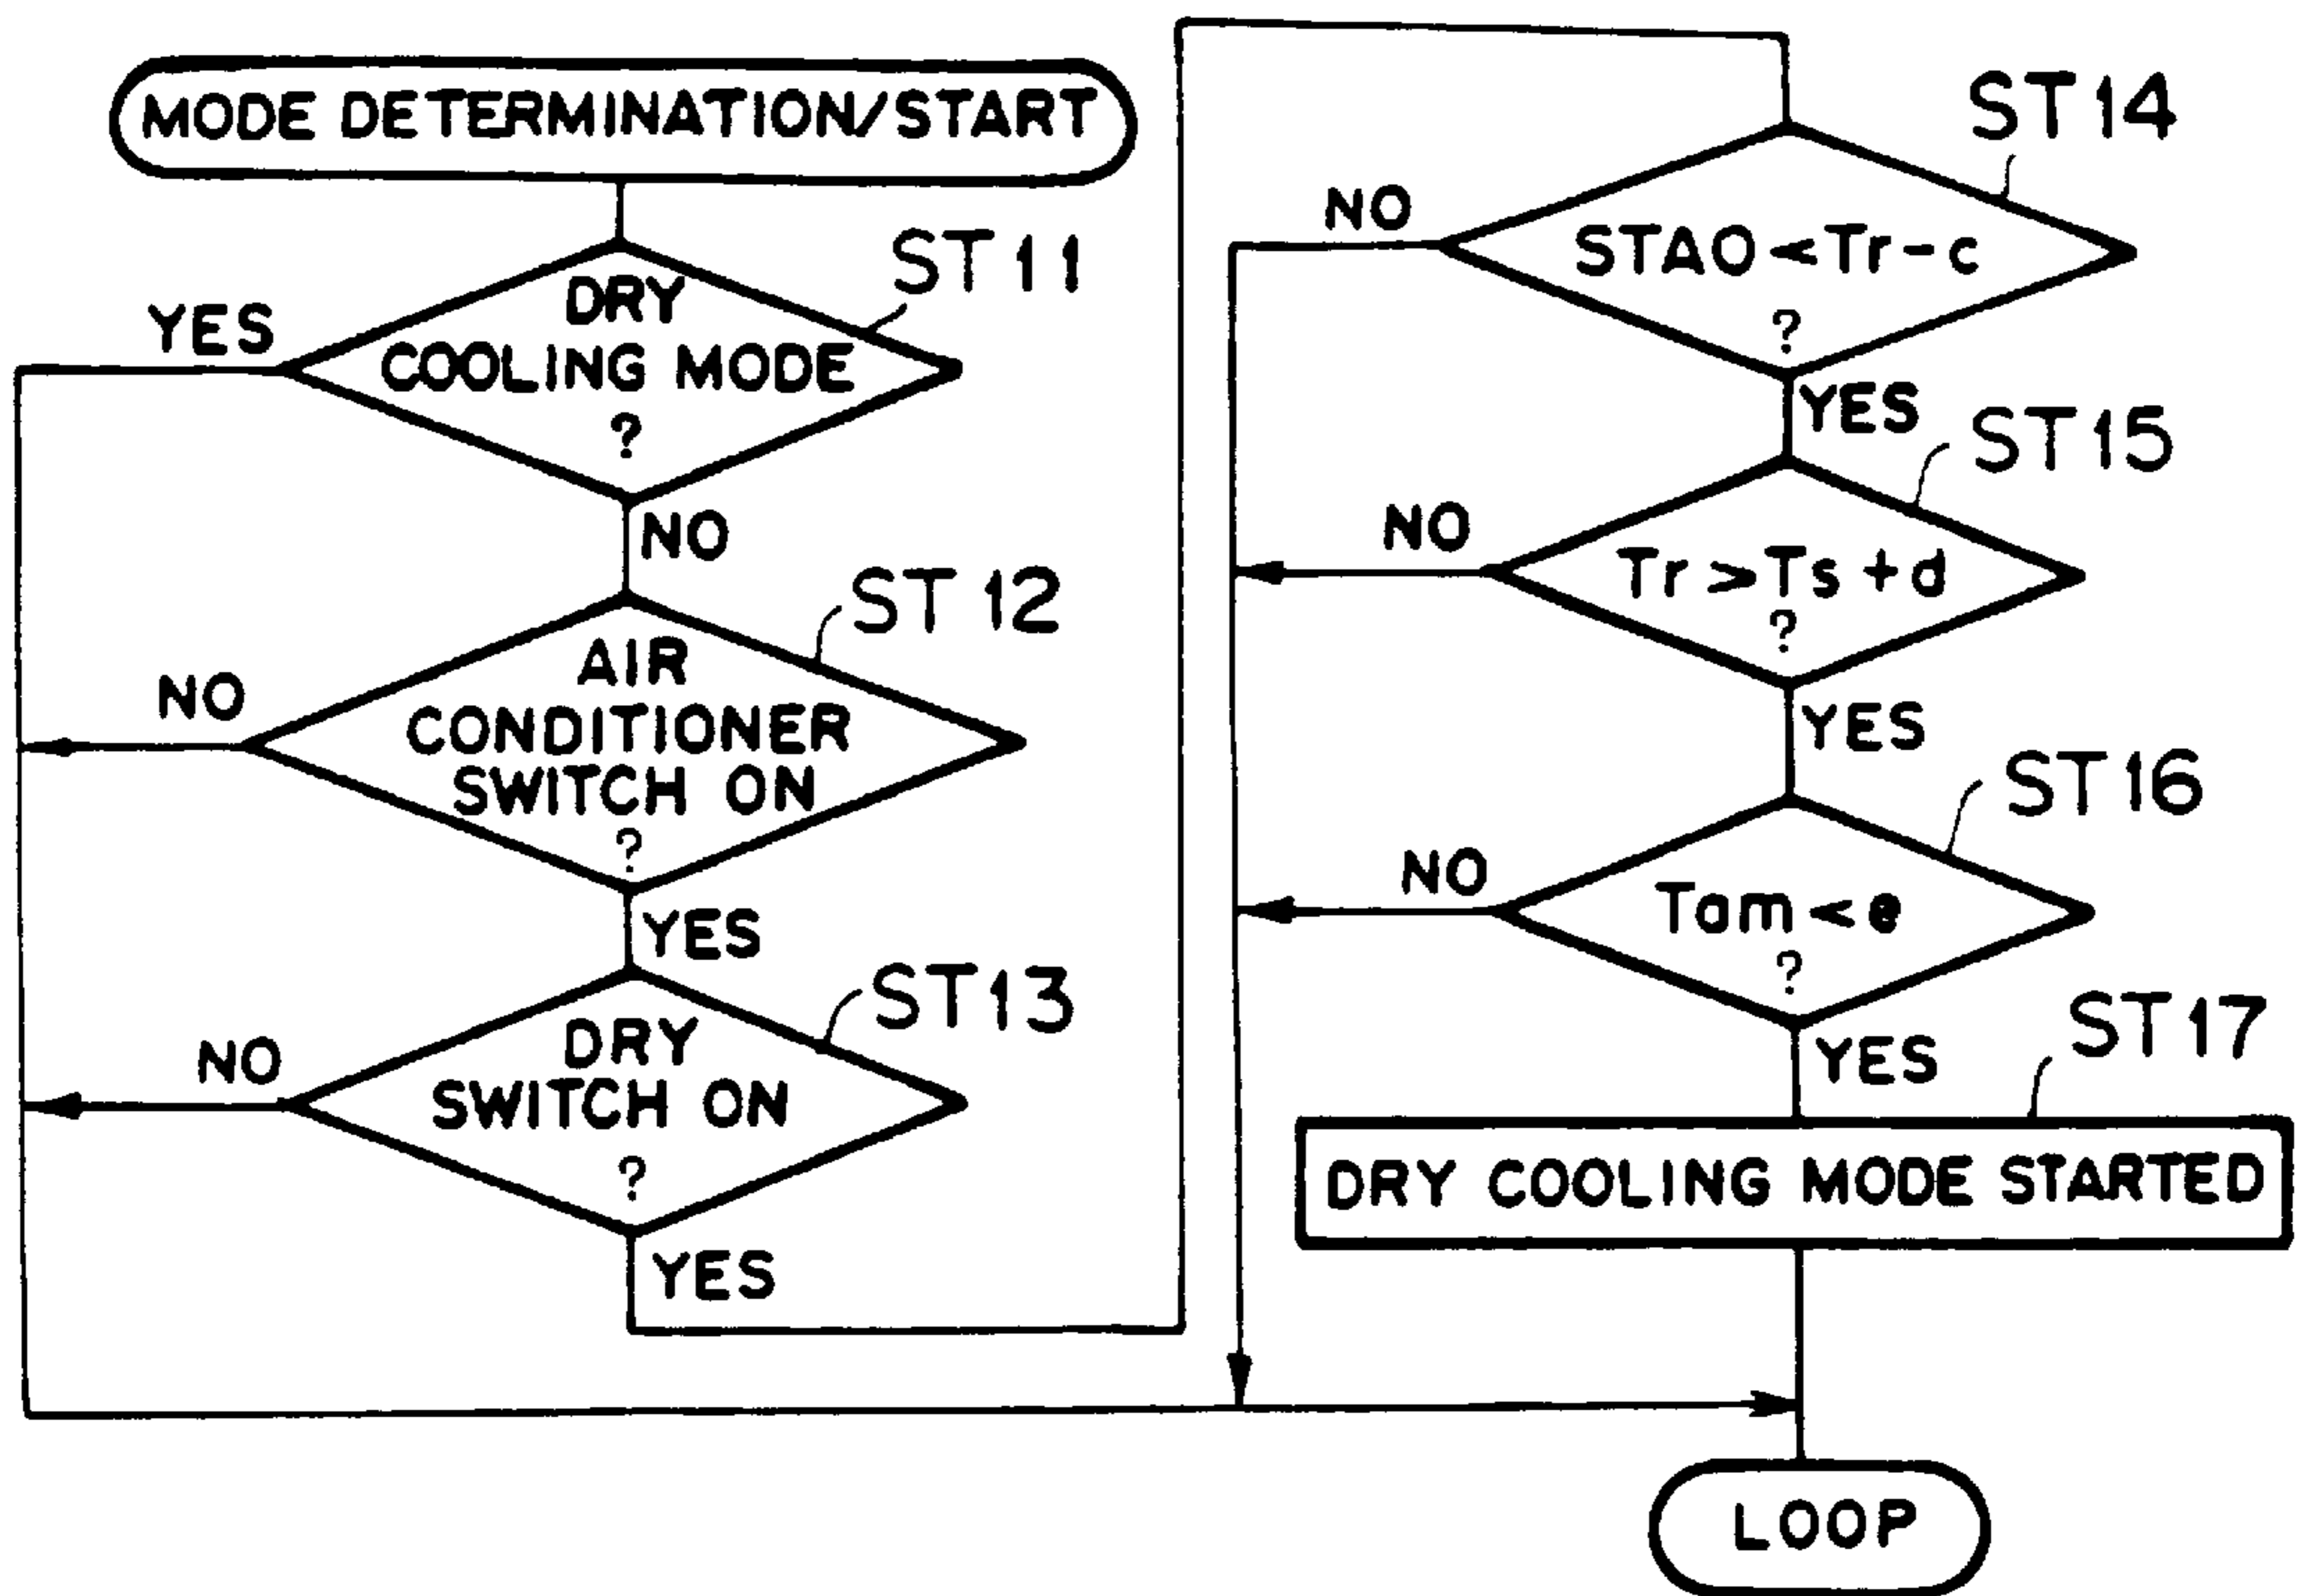 MODE DETERMINATION/START
ST11
YES
DRY
COOLING MODE
?
NO
ST12
NO
AIR
CONDITIONER
SWITCH ON
?
YES
ST13
NO
DRY
SWITCH ON
?
YES
ST14
NO
STAO<Tr-c
?
YES
ST15
NO
Tr>Ts+d
?
YES
ST16
NO
Tam<e
?
YES
ST17
DRY COOLING MODE STARTED
LOOP